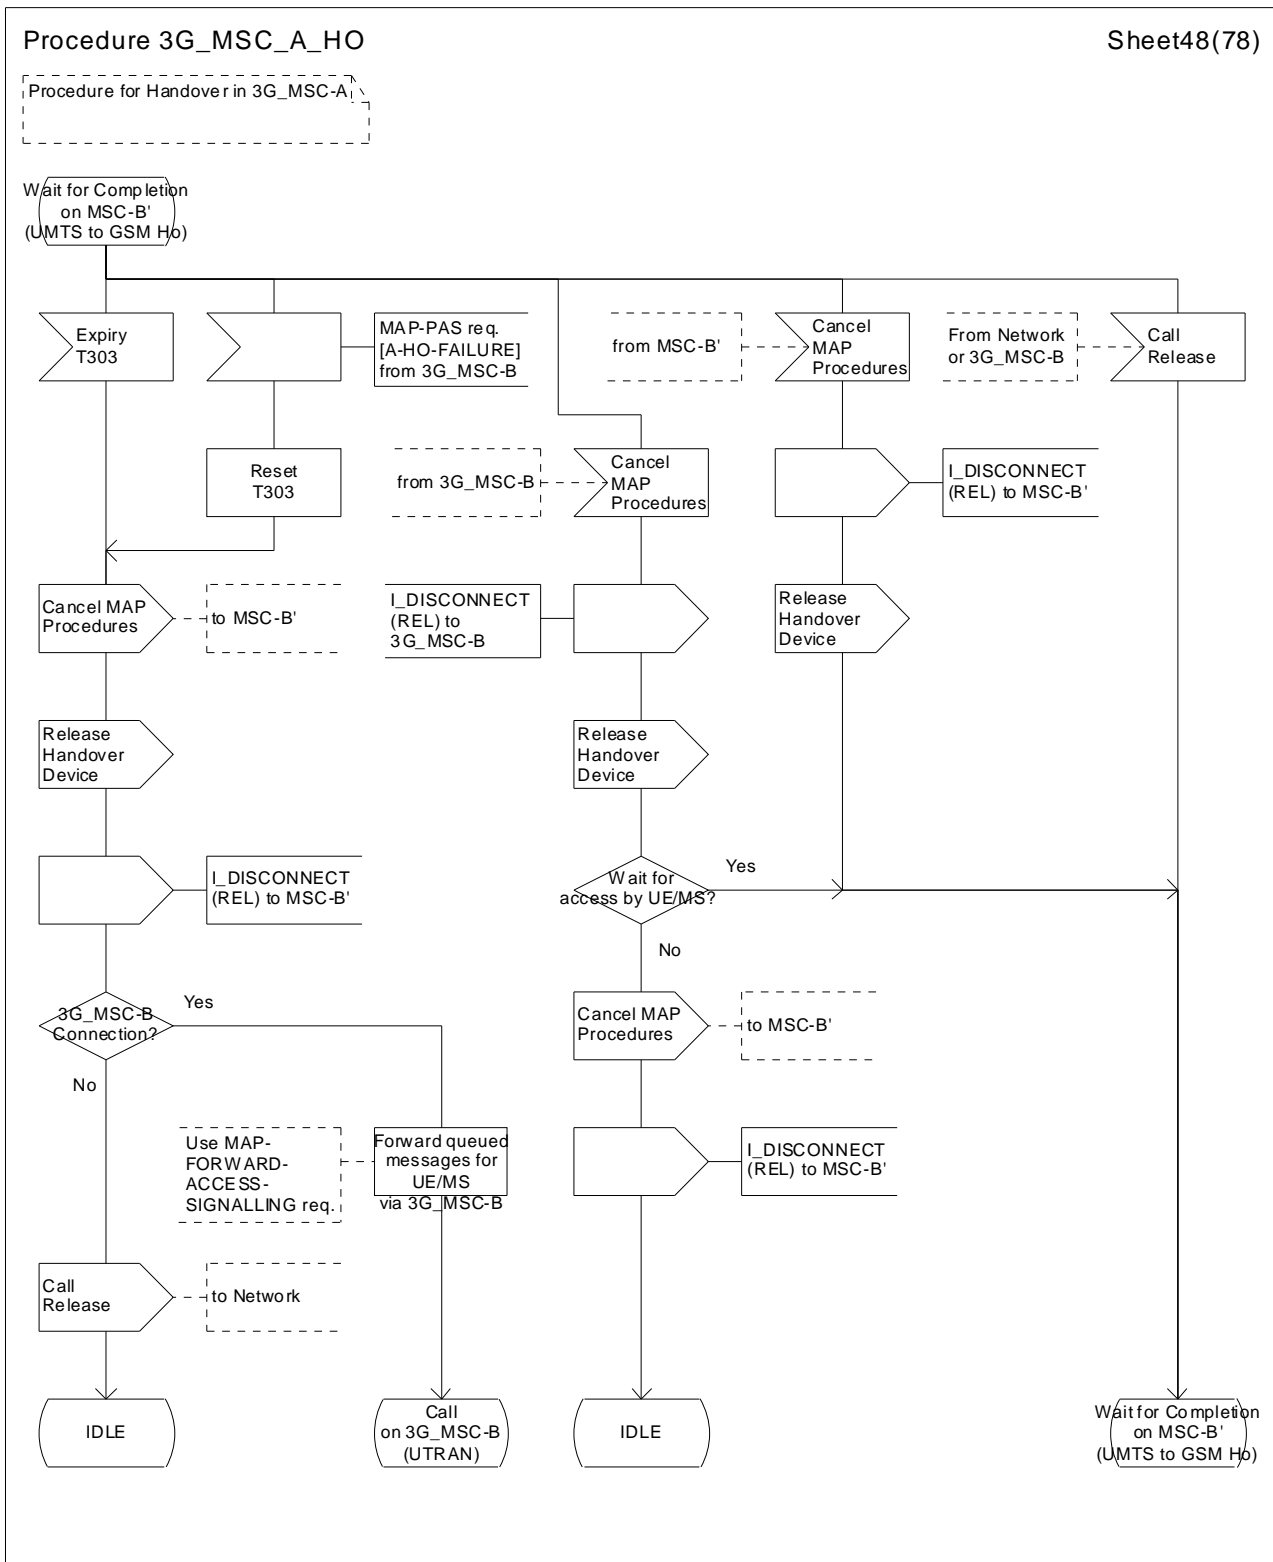 Procedure 3G_MSC_A_HO
Sheet48(78)
Procedure for Handover in 3G_MSC-A
Wait for Completion
on MSC-B'
(UMTS to GSM Ho)
Expiry
T303
MAP-PAS req.
[A-HO-FAILURE]
from 3G_MSC-B
from MSC-B'
Cancel
MAP
Procedures
From Network
or 3G_MSC-B
Call
Release
Reset
T303
from 3G_MSC-B
Cancel
MAP
Procedures
I_DISCONNECT
(REL) to MSC-B'
Cancel MAP
Procedures
to MSC-B'
I_DISCONNECT
(REL) to
3G_MSC-B
Release
Handover
Device
Release
Handover
Device
Release
Handover
Device
I_DISCONNECT
(REL) to MSC-B'
Wait for
access by UE/MS?
Yes
No
3G_MSC-B
Connection?
Yes
No
Cancel MAP
Procedures
to MSC-B'
Use MAP-
FORWARD-
ACCESS-
SIGNALLING req.
Forward queued
messages for
UE/MS
via 3G_MSC-B
I_DISCONNECT
(REL) to MSC-B'
Call
Release
to Network
IDLE
Call
on 3G_MSC-B
(UTRAN)
IDLE
Wait for Completion
on MSC-B'
(UMTS to GSM Ho)